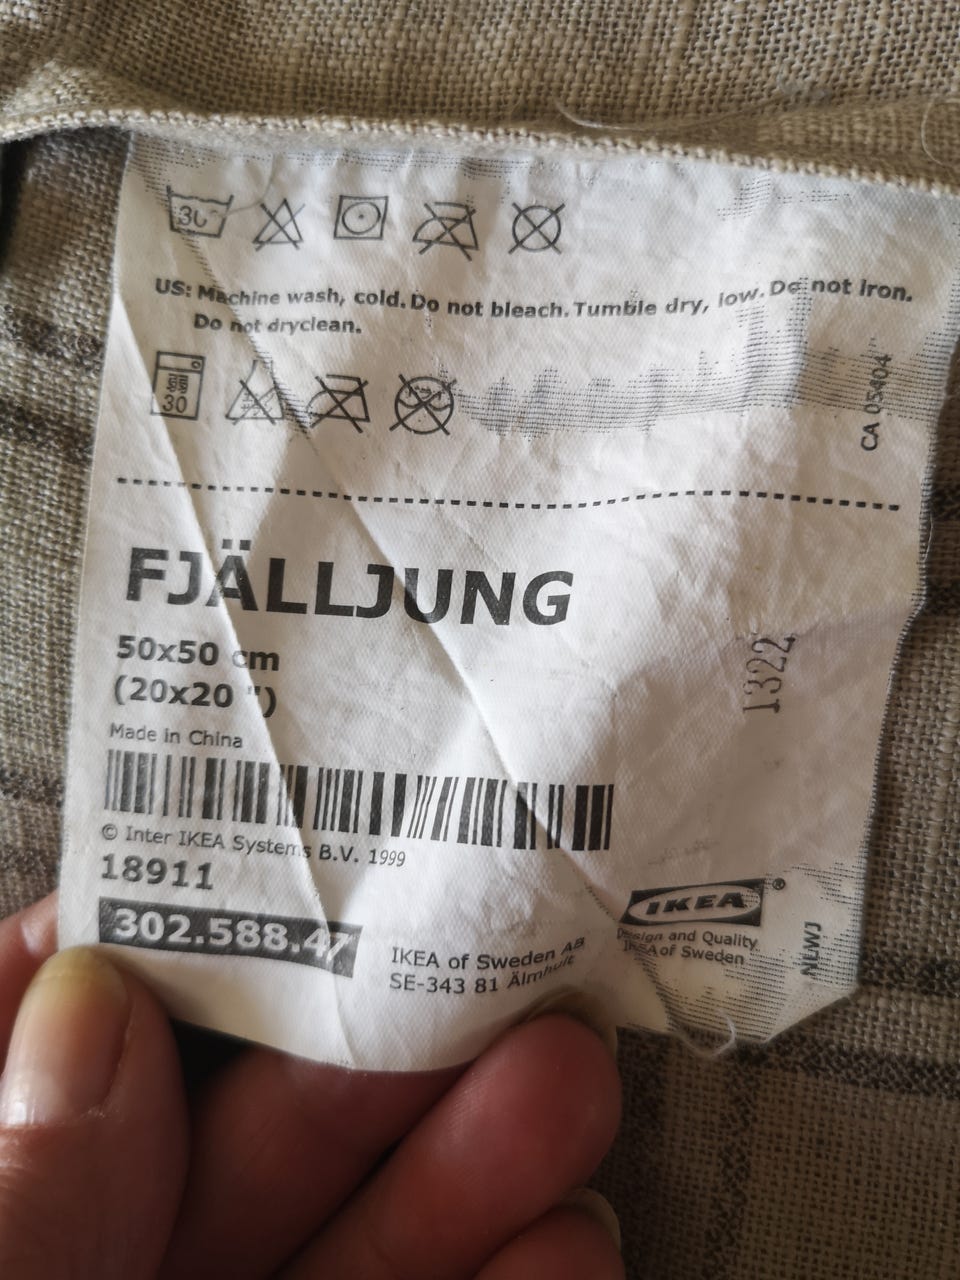 30
US: Machine wash, cold. Do not bleach. Tumble dry, low. Do not iron.
Do not dryclean.
30
CA 05404
FJÄLLJUNG
50x50 cm
(20x20 ")
1322
Made in China
© Inter IKEA Systems B.V. 1999
18911
302.588.47
IKEA of Sweden AB
SE-343 81 Älmhult
IKEA®
Design and Quality
IKEA of Sweden
NEWJ